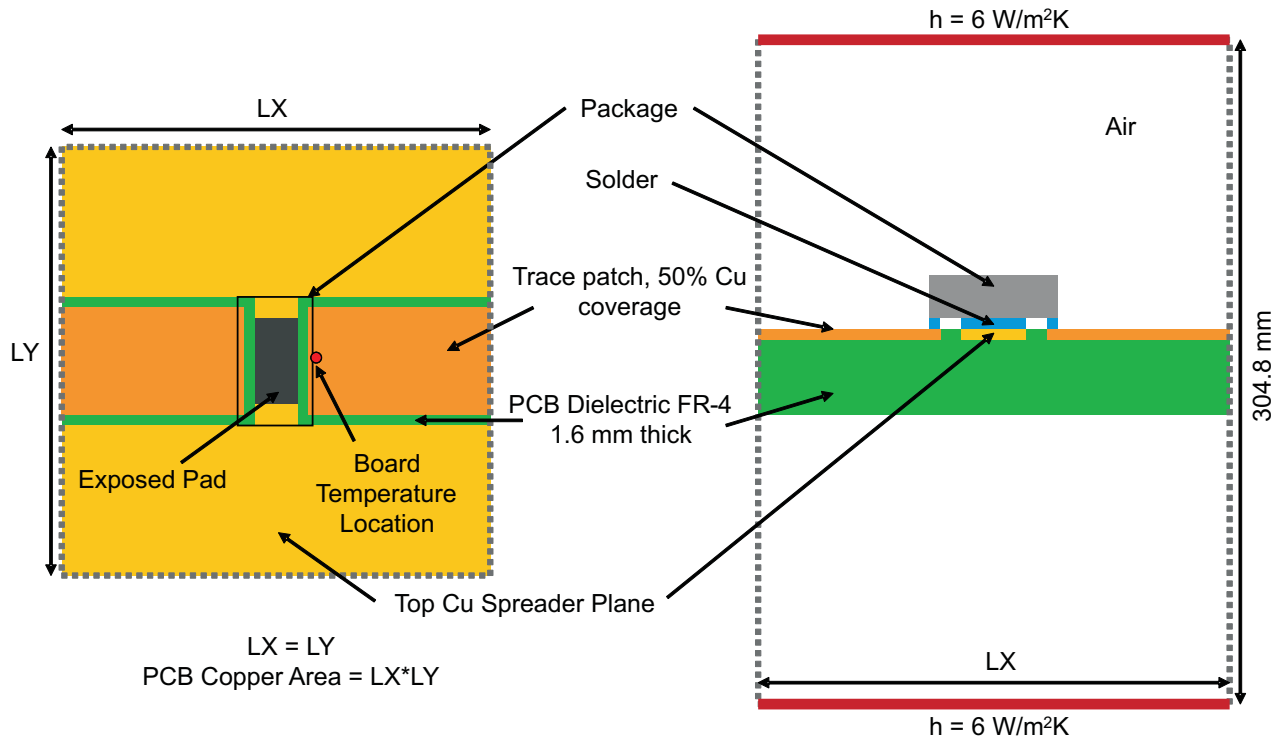 h = 6 W/m²K
LX
Package
Air
Solder
Trace patch, 50% Cu
coverage
LY
PCB Dielectric FR-4
1.6 mm thick
304.8 mm
Exposed Pad
Board
Temperature
Location
Top Cu Spreader Plane
LX = LY
PCB Copper Area = LX*LY
LX
h = 6 W/m²K